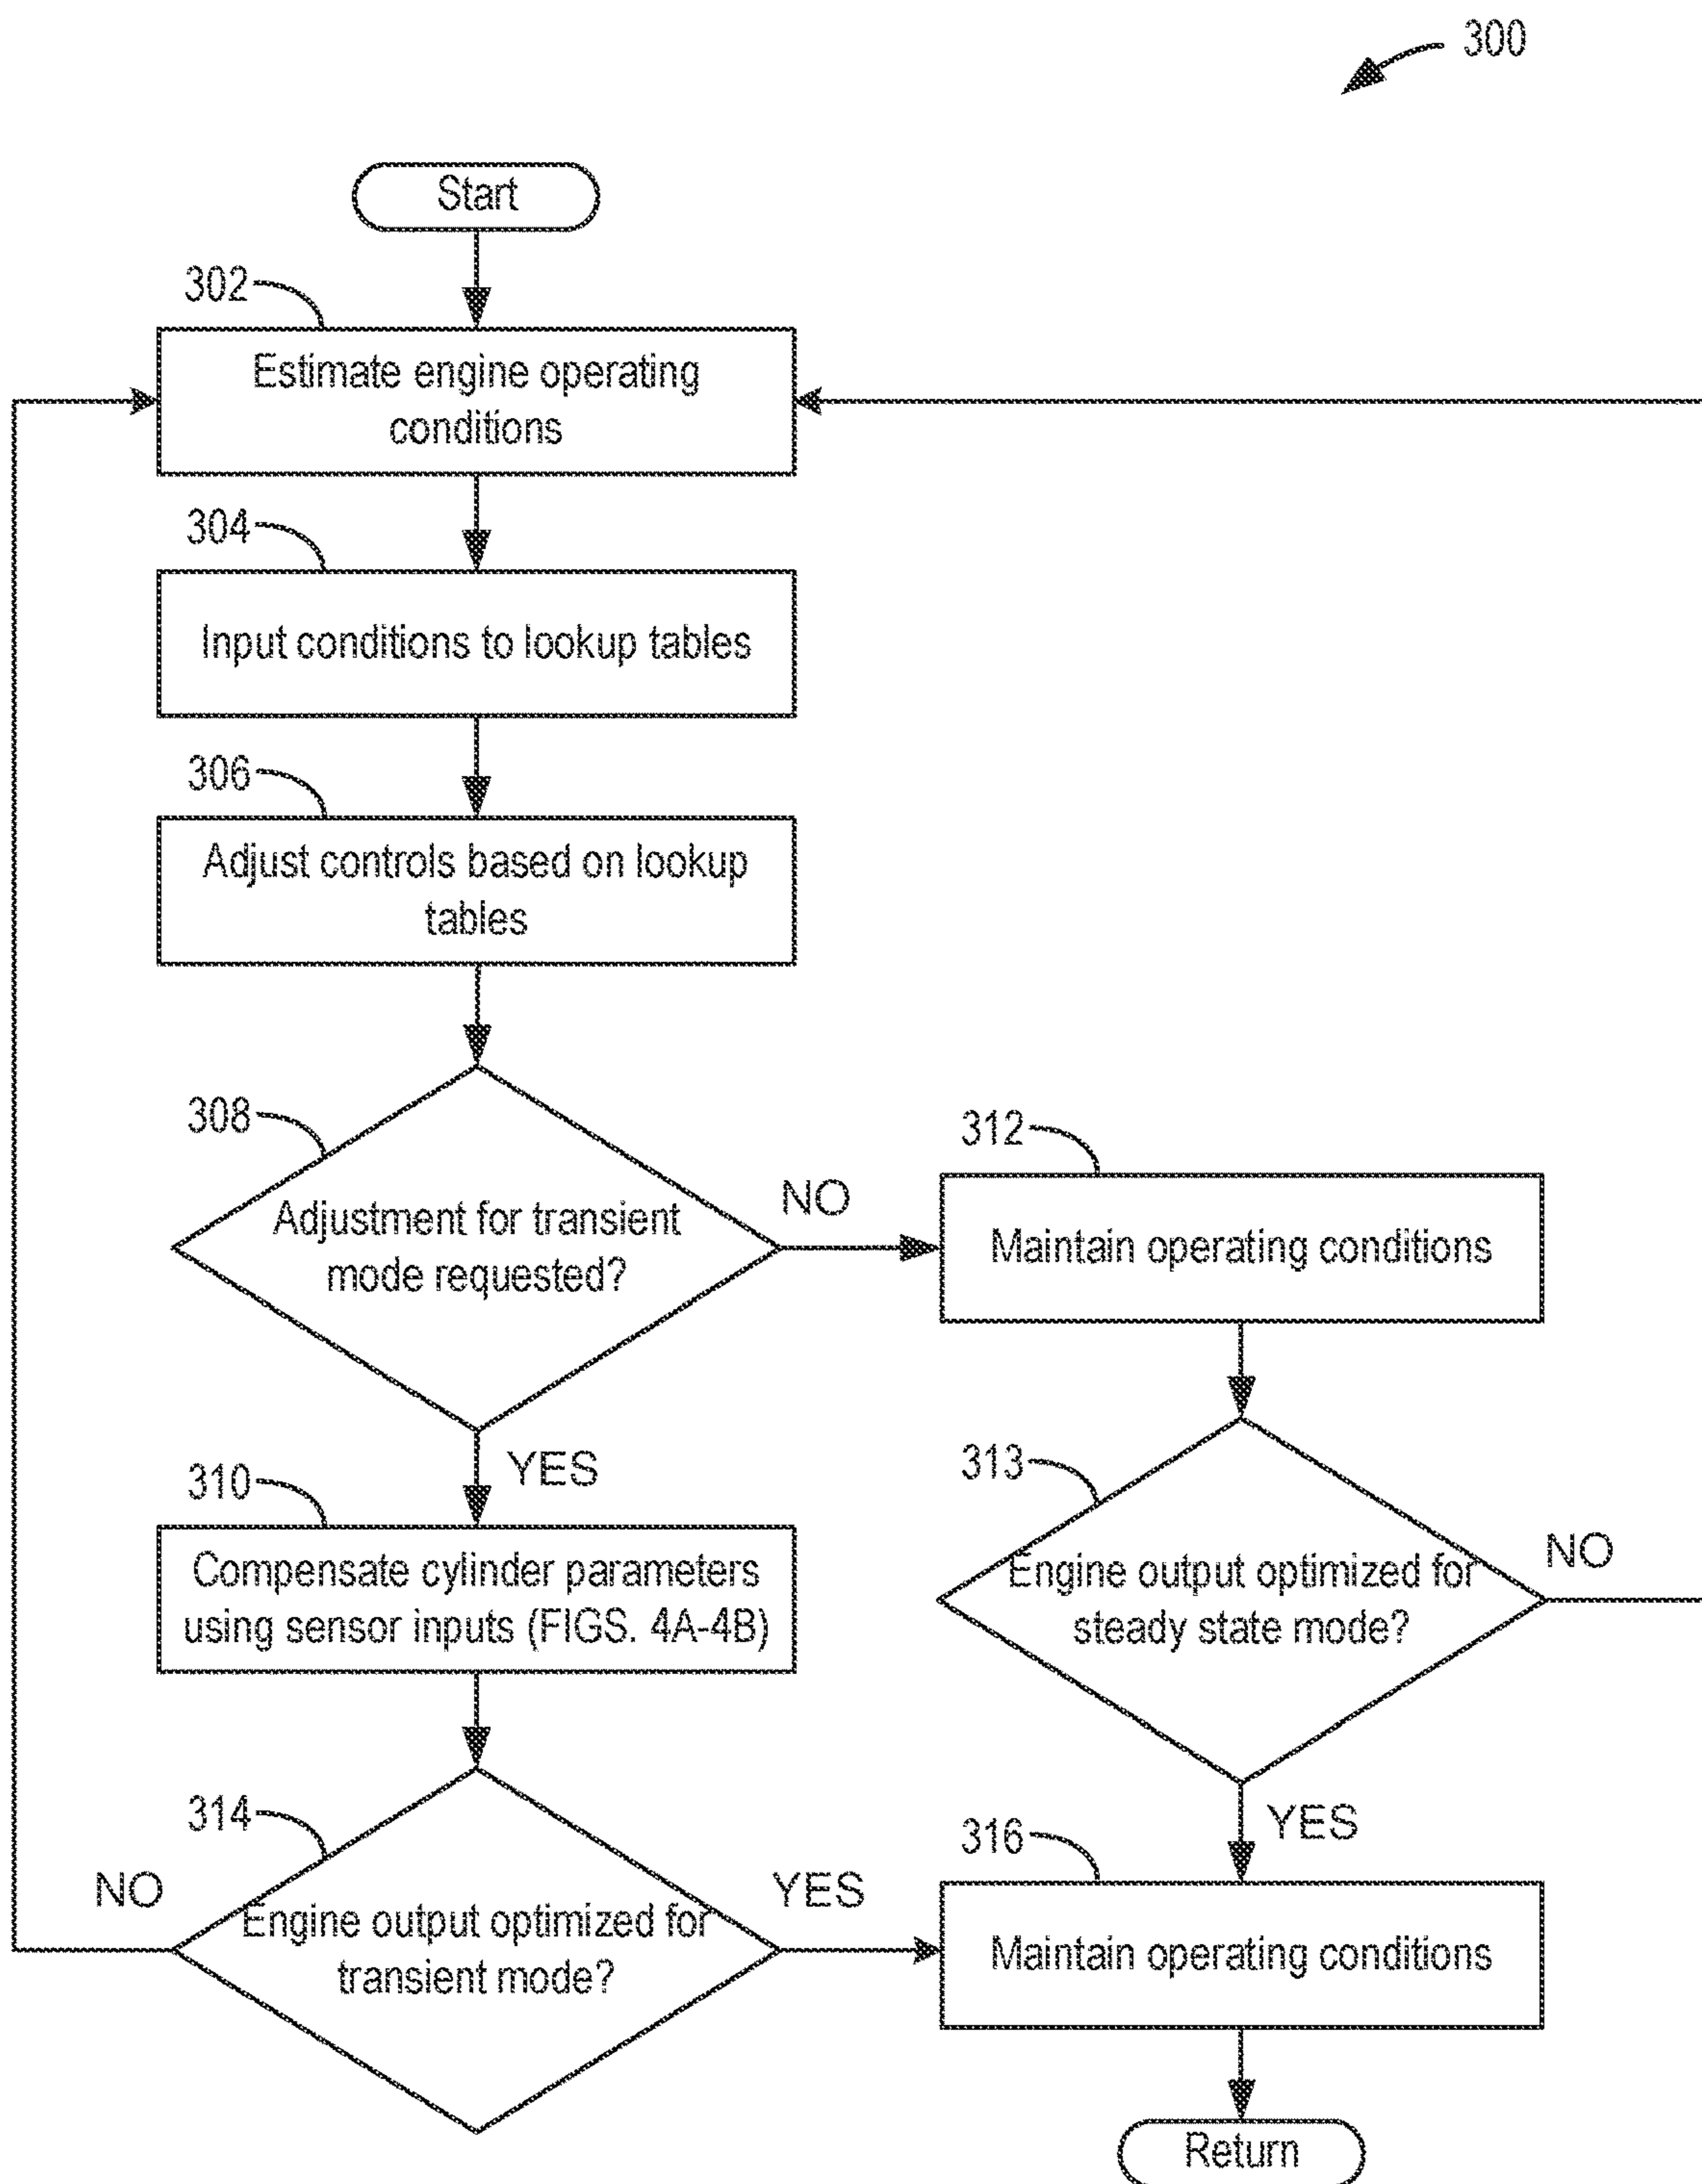 300
Start
302
Estimate engine operating
conditions
304
Input conditions to lookup tables
306
Adjust controls based on lookup
tables
308
Adjustment for transient
mode requested?
NO
312
Maintain operating conditions
YES
310
Compensate cylinder parameters
using sensor inputs (FIGS. 4A-4B)
313
Engine output optimized for
steady state mode?
NO
314
Engine output optimized for
transient mode?
NO
YES
YES
316
Maintain operating conditions
Return